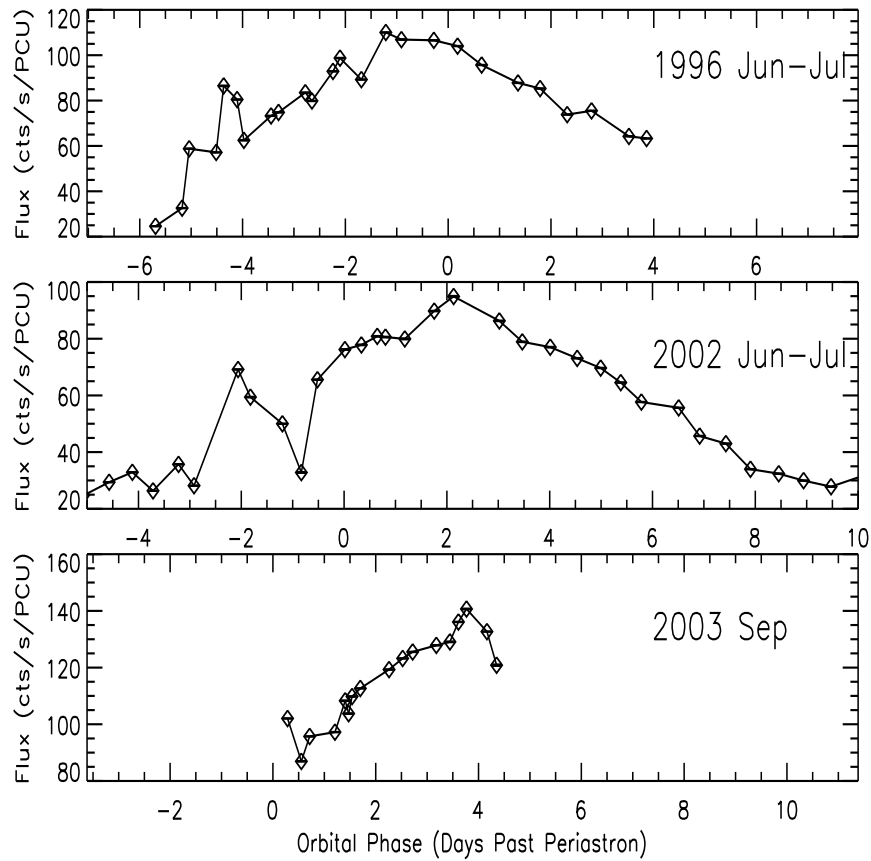 120
100
80
60
40
20
Flux (cts/s/PCU)
1996 Jun-Jul
-6 -4 -2 0 2 4 6
100
80
60
40
20
Flux (cts/s/PCU)
2002 Jun-Jul
-4 -2 0 2 4 6 8 10
160
140
120
100
80
Flux (cts/s/PCU)
2003 Sep
-2 0 2 4 6 8 10
Orbital Phase (Days Past Periastron)